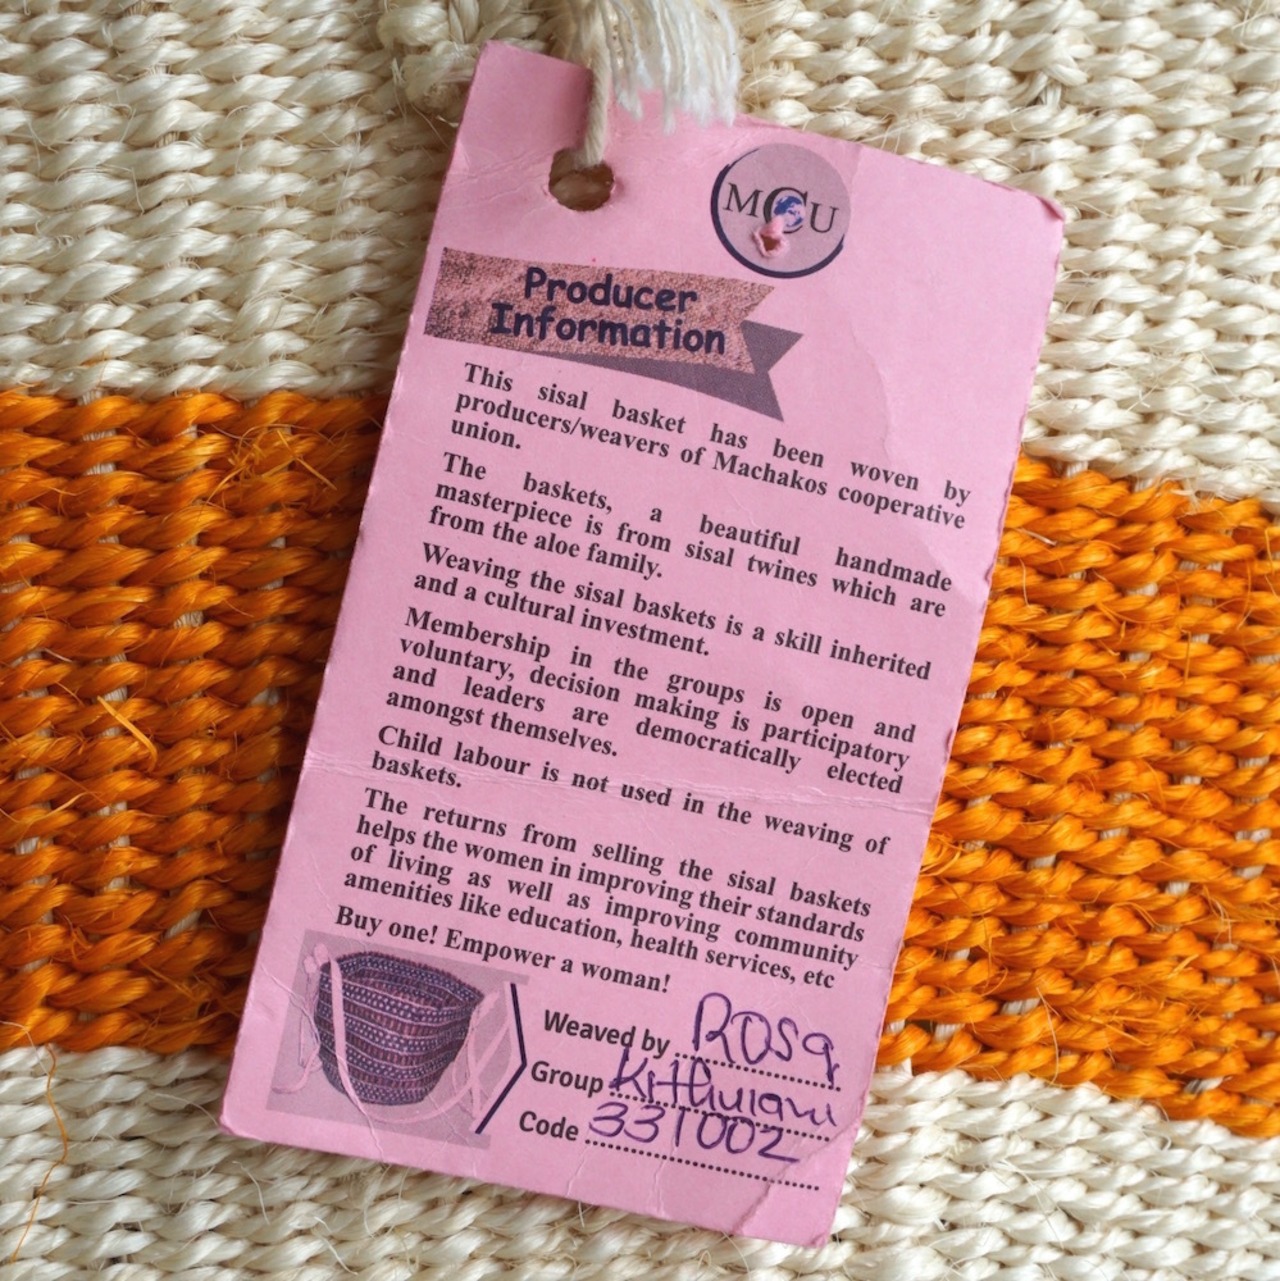 MCU
Producer
Information
This sisal basket has been woven by
producers/weavers of Machakos cooperative
union.
The baskets, a beautiful handmade
masterpiece is from sisal twines which are
from the aloe family.
Weaving the sisal baskets is a skill inherited
and a cultural investment.
Membership in the groups is open and
voluntary, decision making is participatory
and leaders are democratically elected
amongst themselves.
Child labour is not used in the weaving of
baskets.
The returns from selling the sisal baskets
helps the women in improving their standards
of living as well as improving community
amenities like education, health services, etc
Buy one! Empower a woman!
Weaved by Rosa
Group
Code 331002